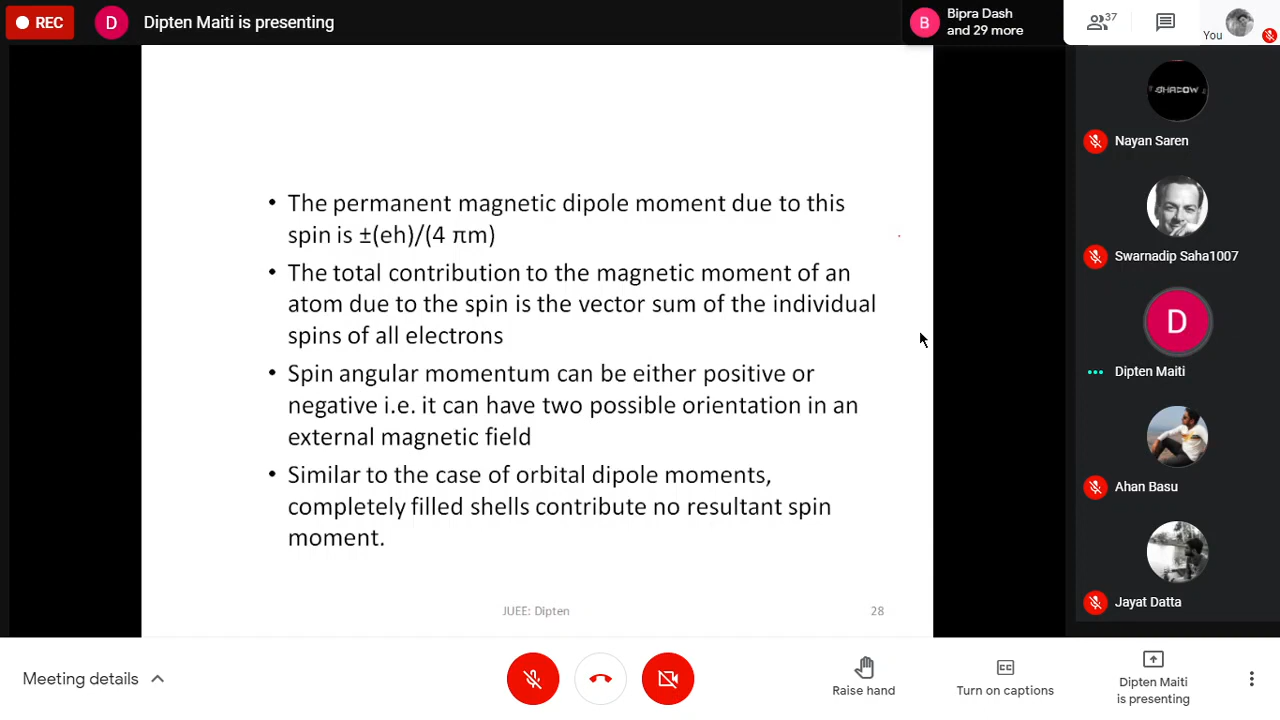 REC
D
Dipten Maiti is presenting
B
Bipra Dash
and 29 more
37
You
SHADOW
Nayan Saren
Swarnadip Saha1007
D
Dipten Maiti
Ahan Basu
Jayat Datta
• The permanent magnetic dipole moment due to this
spin is ±(eh)/(4 πm)
• The total contribution to the magnetic moment of an
atom due to the spin is the vector sum of the individual
spins of all electrons
• Spin angular momentum can be either positive or
negative i.e. it can have two possible orientation in an
external magnetic field
• Similar to the case of orbital dipole moments,
completely filled shells contribute no resultant spin
moment.
JUEE: Dipten
28
Meeting details
Raise hand
CC
Turn on captions
Dipten Maiti
is presenting